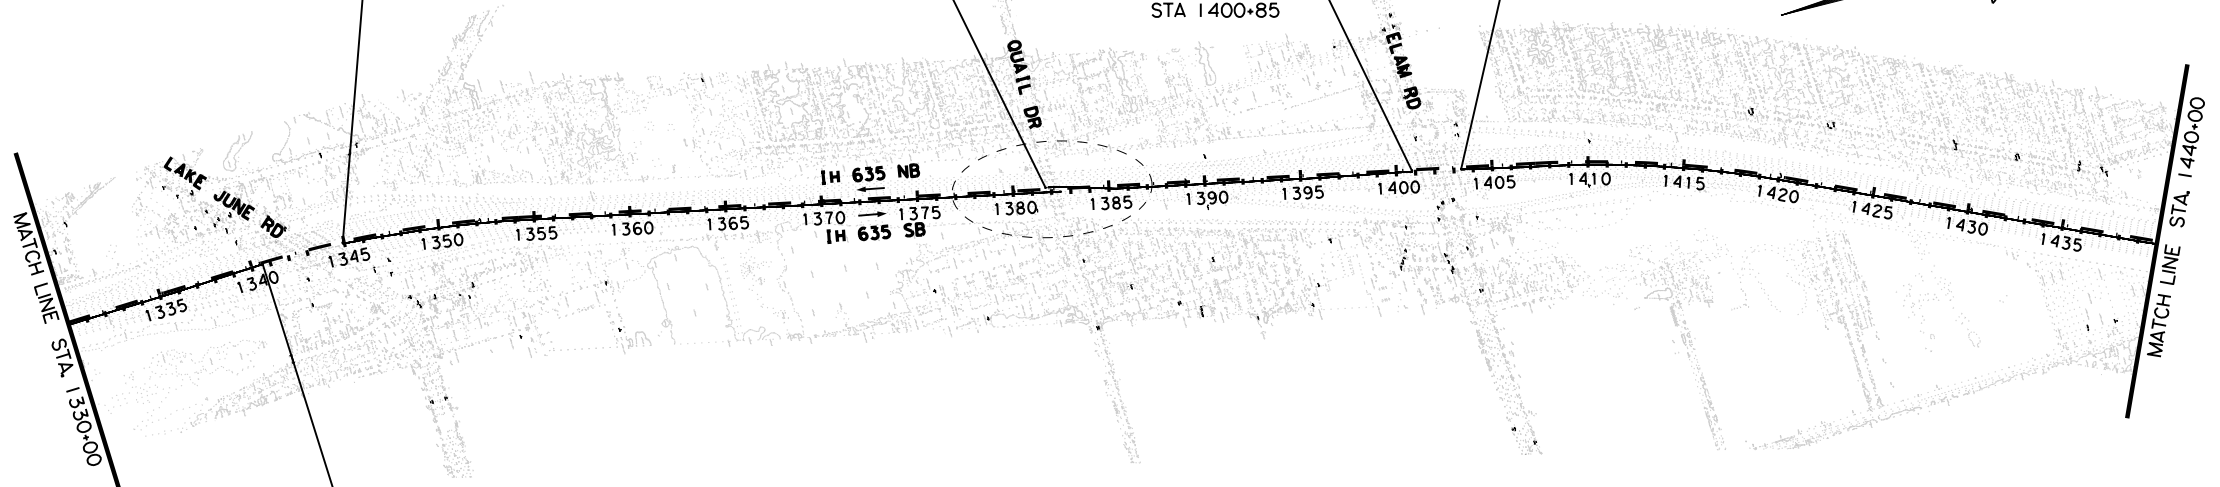 STA 1400+85
QUAIL DR
ELAM RD
LAKE JUNE RD
IH 635 NB
IH 635 SB
MATCH LINE STA. 1330+00
1335
1340
1345
1350
1355
1360
1365
1370
1375
1380
1385
1390
1395
1400
1405
1410
1415
1420
1425
1430
1435
MATCH LINE STA. 1440+00